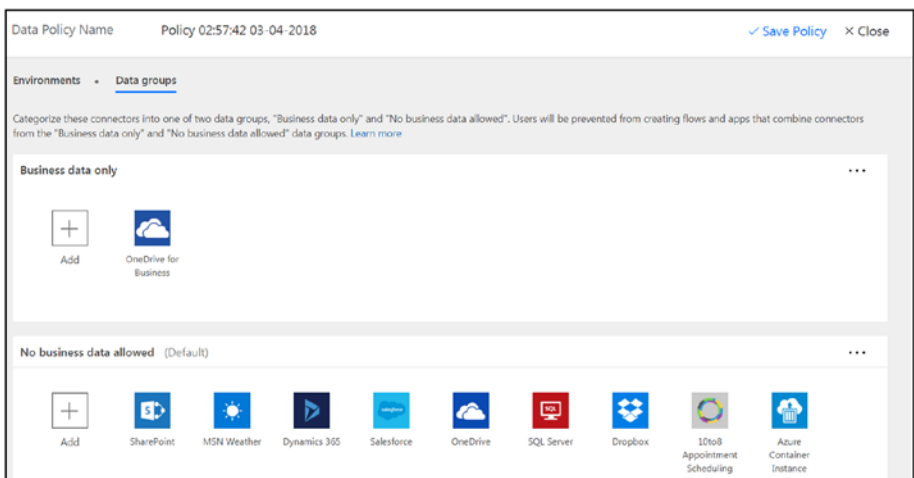 Data Policy Name Policy 02:57:42 03-04-2018 Save Policy Close
Environments Data groups
Categorize these connectors into one of two data groups, "Business data only" and "No business data allowed". Users will be prevented from creating flows and apps that combine connectors
from the "Business data only" and "No business data allowed" data groups. Learn more
Business data only
Add OneDrive for
Business
No business data allowed (Default)
SQL
Add SharePoint MSN Weather Dynamics 365 Salesforce OneDrive SQL Server Dropbox 10to8 Azure
Appointment Container
Scheduling Instance